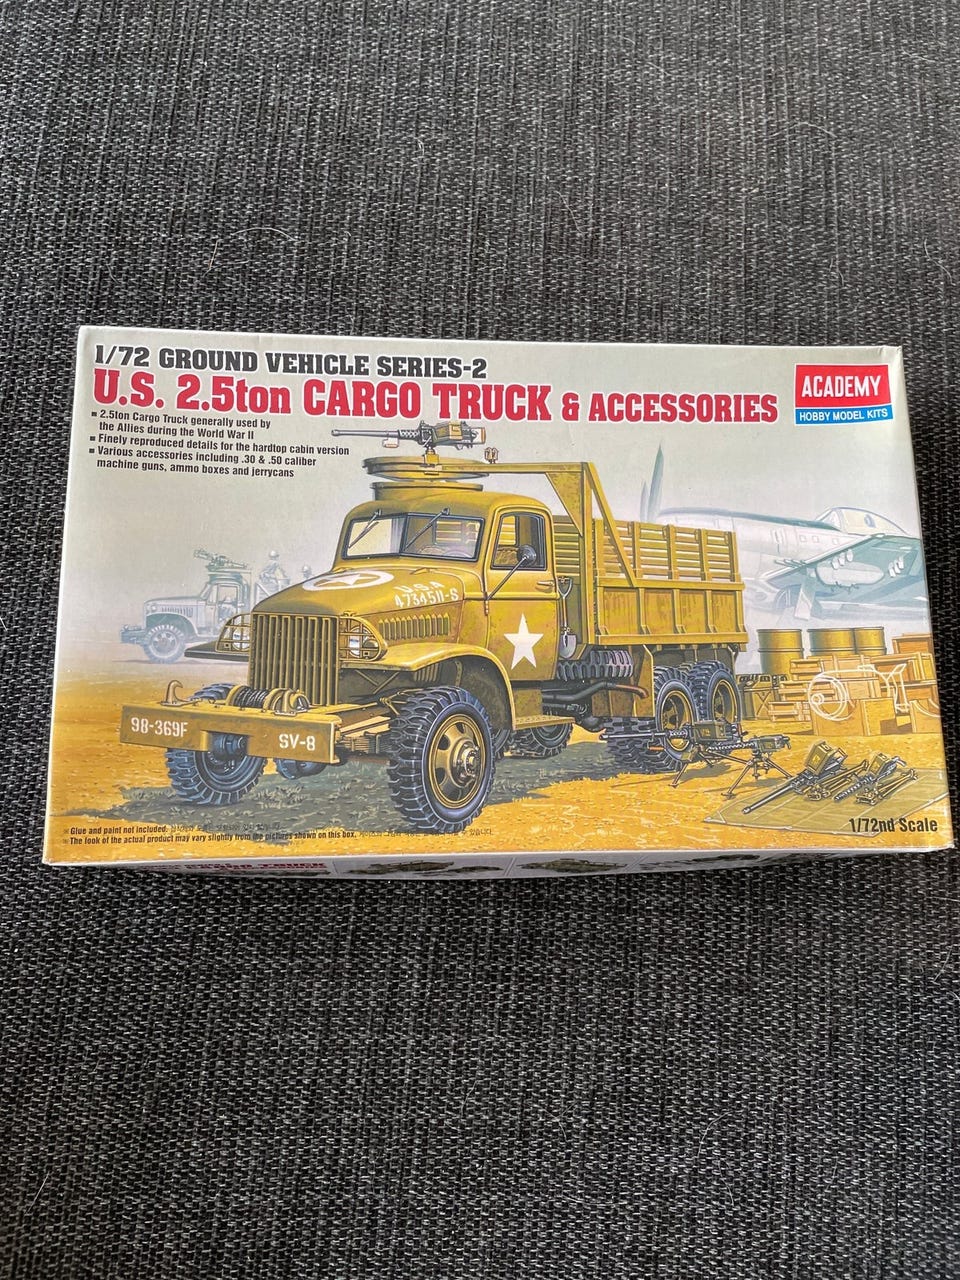 1/72 GROUND VEHICLE SERIES-2
U.S. 2.5ton CARGO TRUCK & ACCESSORIES
ACADEMY
HOBBY MODEL KITS
▪ 2.5ton Cargo Truck generally used by
the Allies during the World War II
▪ Finely reproduced details for the hardtop cabin version
▪ Various accessories including .30 & .50 caliber
machine guns, ammo boxes and jerrycans
USA
4734511-S
98-369F
SV-8
1/72nd Scale
※ Glue and paint not included.
※ The look of the actual product may vary slightly from the pictures shown on this box.